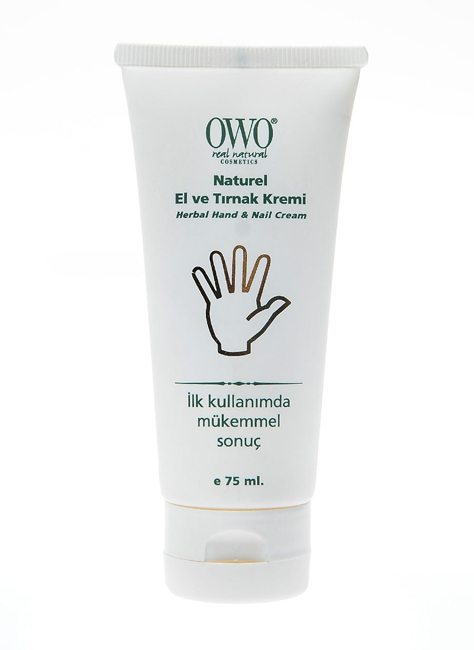 OWO®
real natural
COSMETICS
Naturel
El ve Tırnak Kremi
Herbal Hand & Nail Cream
İlk kullanımda
mükemmel
sonuç
e 75 ml.